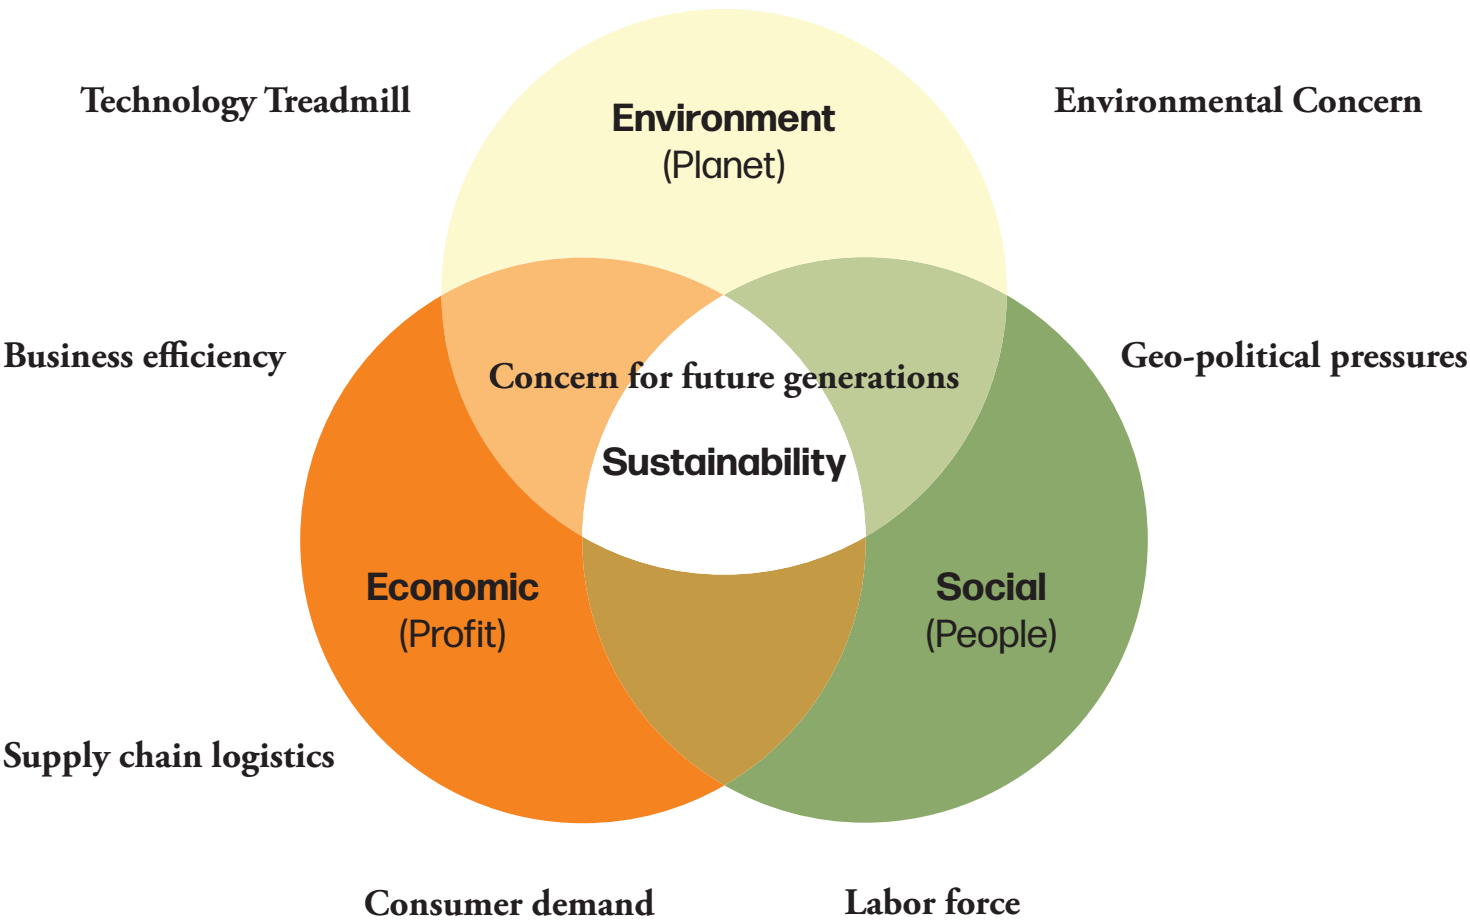 Technology Treadmill
Environmental Concern
Environment
(Planet)
Business efficiency
Geo-political pressures
Concern for future generations
Sustainability
Economic
(Profit)
Social
(People)
Supply chain logistics
Consumer demand
Labor force